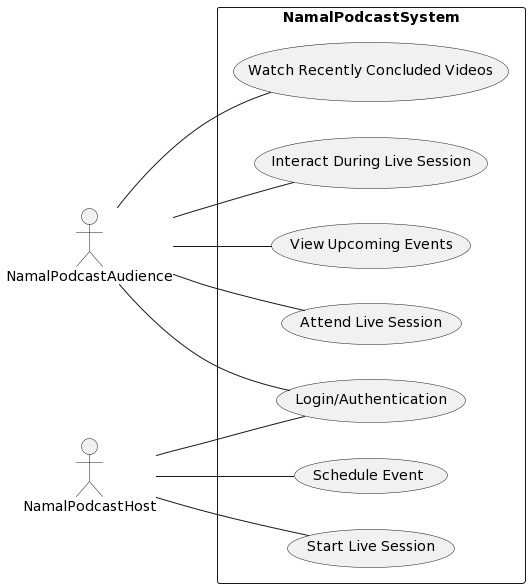 NamalPodcastSystem
Watch Recently Concluded Videos
Interact During Live Session
View Upcoming Events
NamalPodcastAudience
Attend Live Session
Login/Authentication
Schedule Event
NamalPodcastHost
Start Live Session